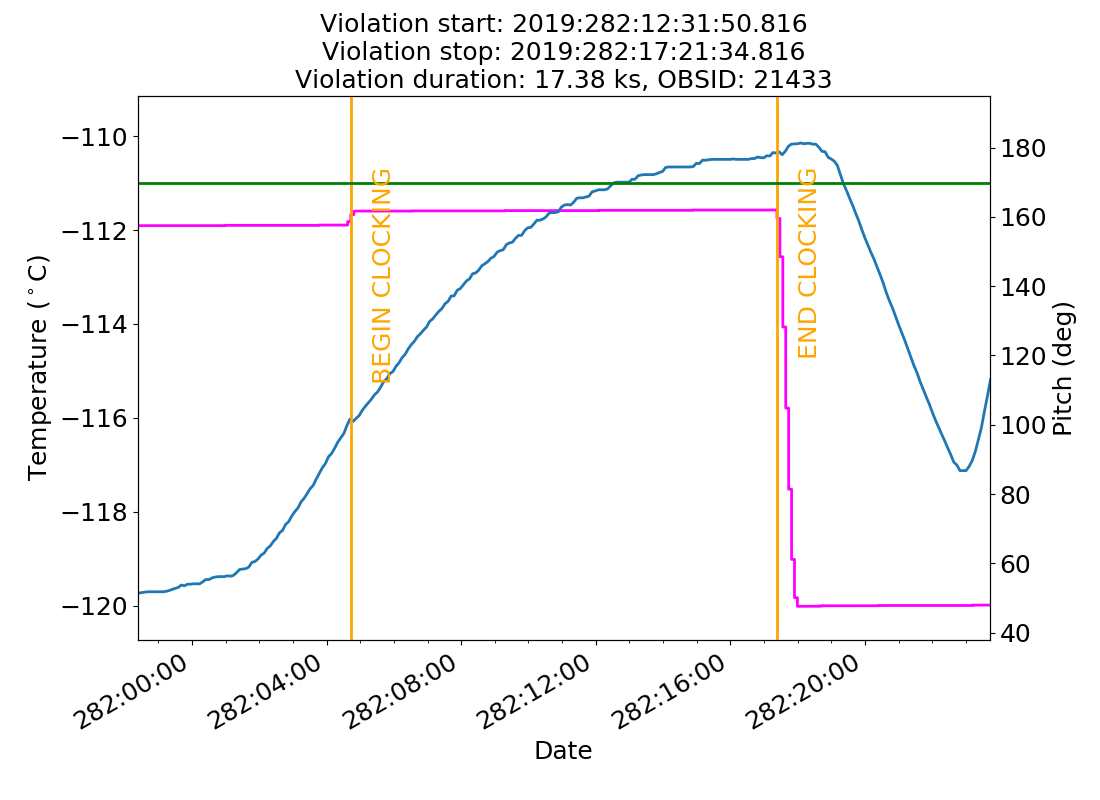 Violation start: 2019:282:12:31:50.816
Violation stop: 2019:282:17:21:34.816
Violation duration: 17.38 ks, OBSID: 21433
−110
−112
−114
−116
−118
−120
Temperature (°C)
BEGIN CLOCKING
END CLOCKING
180
160
140
120
100
80
60
40
Pitch (deg)
282:00:00
282:04:00
282:08:00
282:12:00
282:16:00
282:20:00
Date